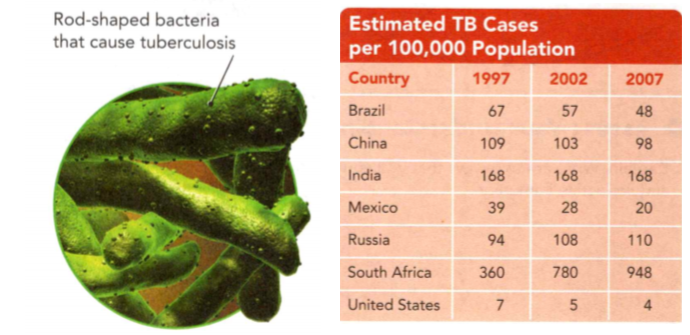 Rod-shaped bacteria
that cause tuberculosis
Estimated TB Cases
per 100,000 Population
Country 1997 2002 2007
Brazil 67 57 48
China 109 103 98
India 168 168 168
Mexico 39 28 20
Russia 94 108 110
South Africa 360 780 948
United States 7 5 4